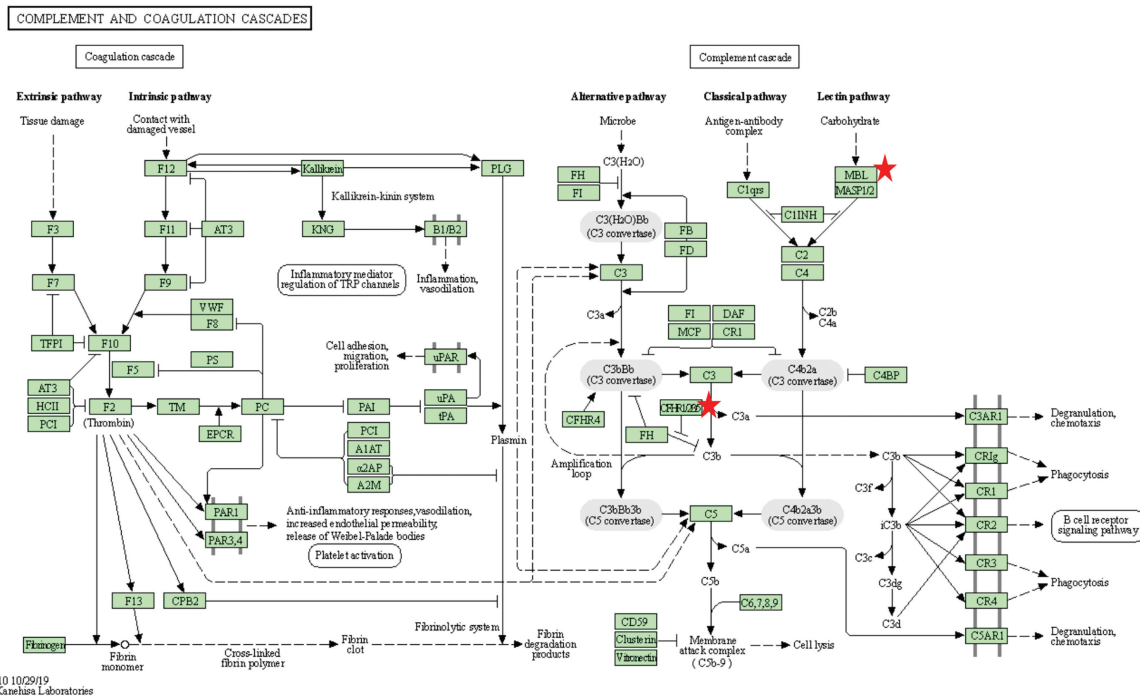 COMPLEMENT AND COAGULATION CASCADES
Coagulation cascade
Complement cascade
Extrinsic pathway
Intrinsic pathway
Alternative pathway
Classical pathway
Lectin pathway
Tissue damage
Contact with
damaged vessel
Microbe
Antigen-antibody
complex
Carbohydrate
F12
Kallikrein
PLG
Kallikrein-kinin system
F3
F11
AT3
KNG
B1/B2
F7
F9
Inflammatory mediator
regulation of TRP channels
Inflammation,
vasodilation
VWF
F8
TFPI
F10
F5
PS
Cell adhesion,
migration,
proliferation
uPAR
AT3
HCII
PCI
F2
(Thrombin)
TM
PC
PAI
uPA
tPA
EPCR
PCI
A1AT
α2AP
A2M
Plasmin
PAR1
PAR3,4
Anti-inflammatory responses,vasodilation,
increased endothelial permeability,
release of Weibel-Palade bodies
Platelet activation
F13
CPB2
Fibrinolytic system
Fibrinogen
Fibrin
monomer
Cross-linked
fibrin polymer
Fibrin
clot
Fibrin
degradation
products
C3(H2O)
FH
FI
C3(H2O)Bb
(C3 convertase)
FB
FD
C3
C3a
C1qrs
MBL
MASP1/2
C1INH
C2
C4
C2b
C4a
FI
DAF
MCP
CR1
C3bBb
(C3 convertase)
C3
C4b2a
(C3 convertase)
C4BP
CFHR4
FH
C3a
C3b
Amplification
loop
C3bBb3b
(C5 convertase)
C5
C4b2a3b
(C5 convertase)
C5a
C5b
C6,7,8,9
CD59
Clusterin
Vitronectin
Membrane
attack complex
(C5b-9)
Cell lysis
C3b
C3f
iC3b
C3c
C3dg
C3d
C3AR1
CRIg
CR1
CR2
CR3
CR4
C5AR1
Degranulation,
chemotaxis
Phagocytosis
B cell receptor
signaling pathway
Phagocytosis
Degranulation,
chemotaxis
10 10/29/19
Kanehisa Laboratories